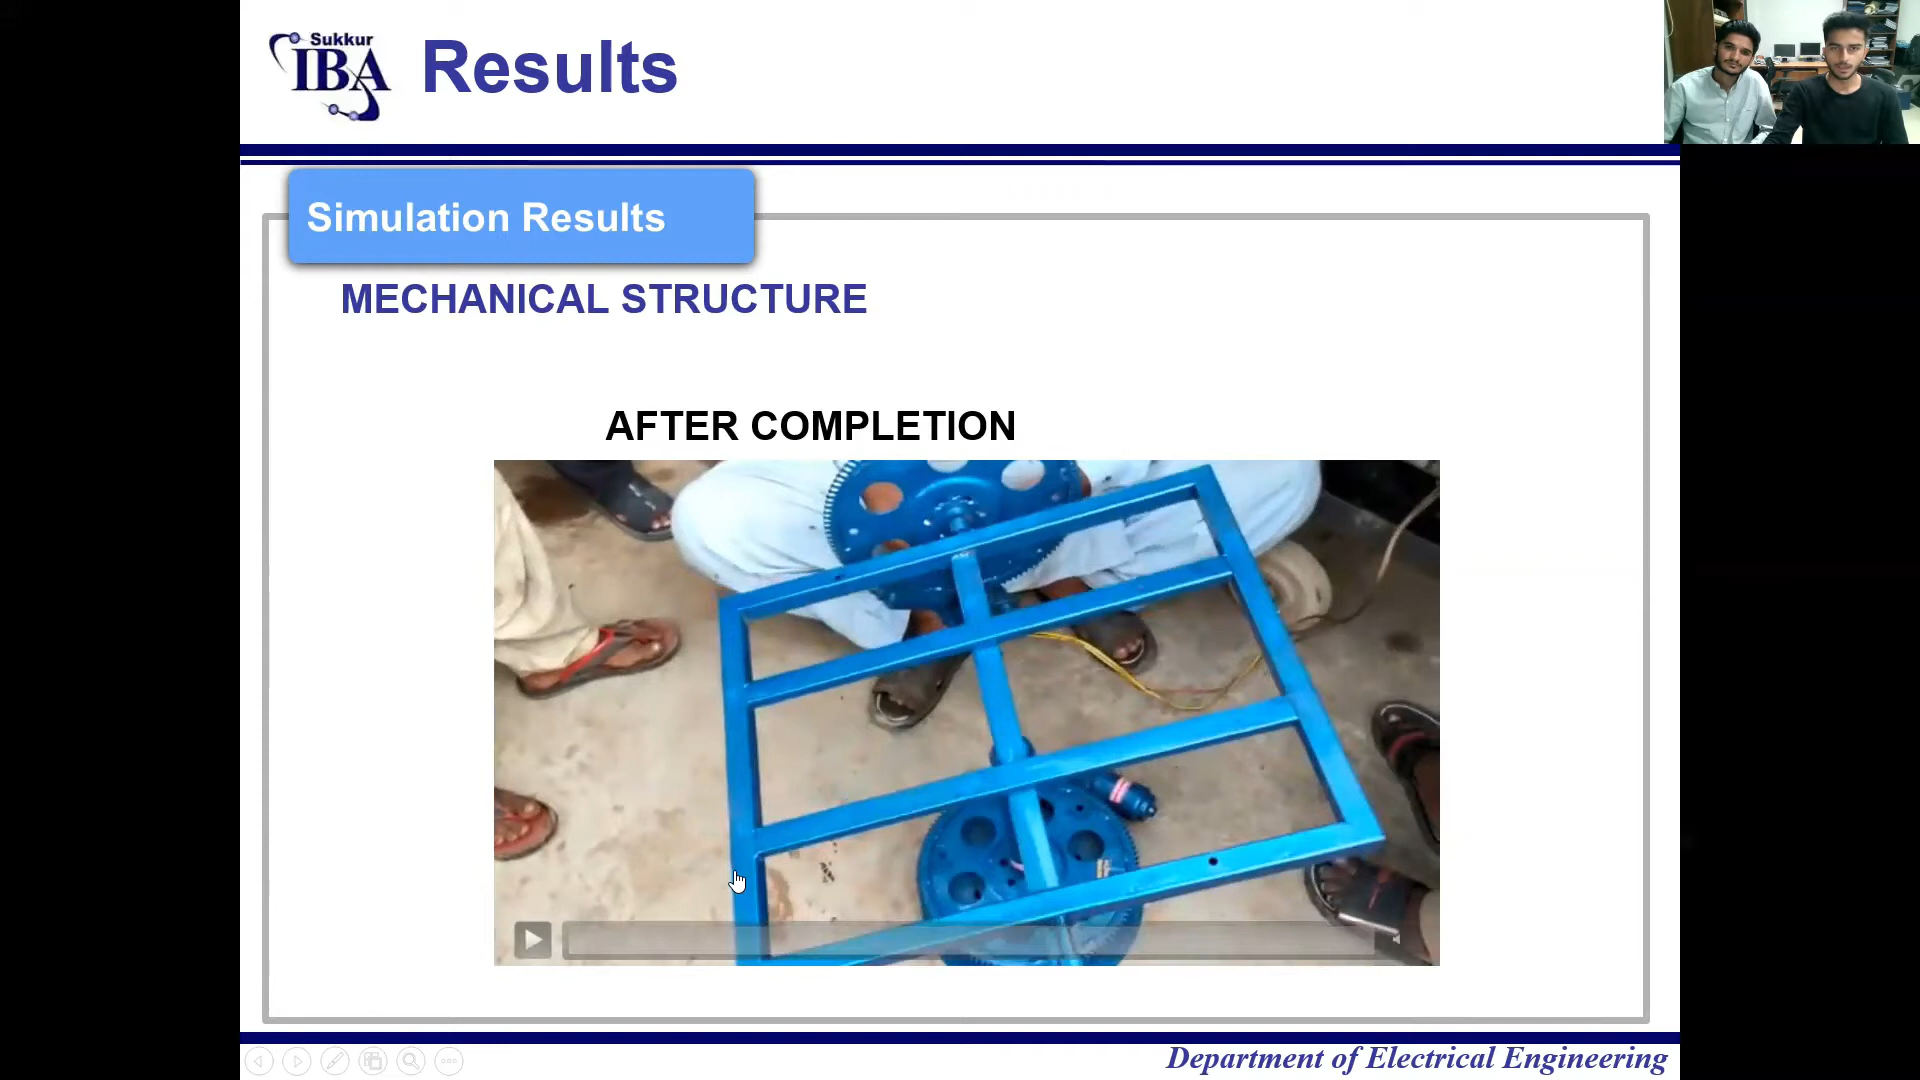 Sukkur
IBA
Results
Simulation Results
MECHANICAL STRUCTURE
AFTER COMPLETION
Department of Electrical Engineering